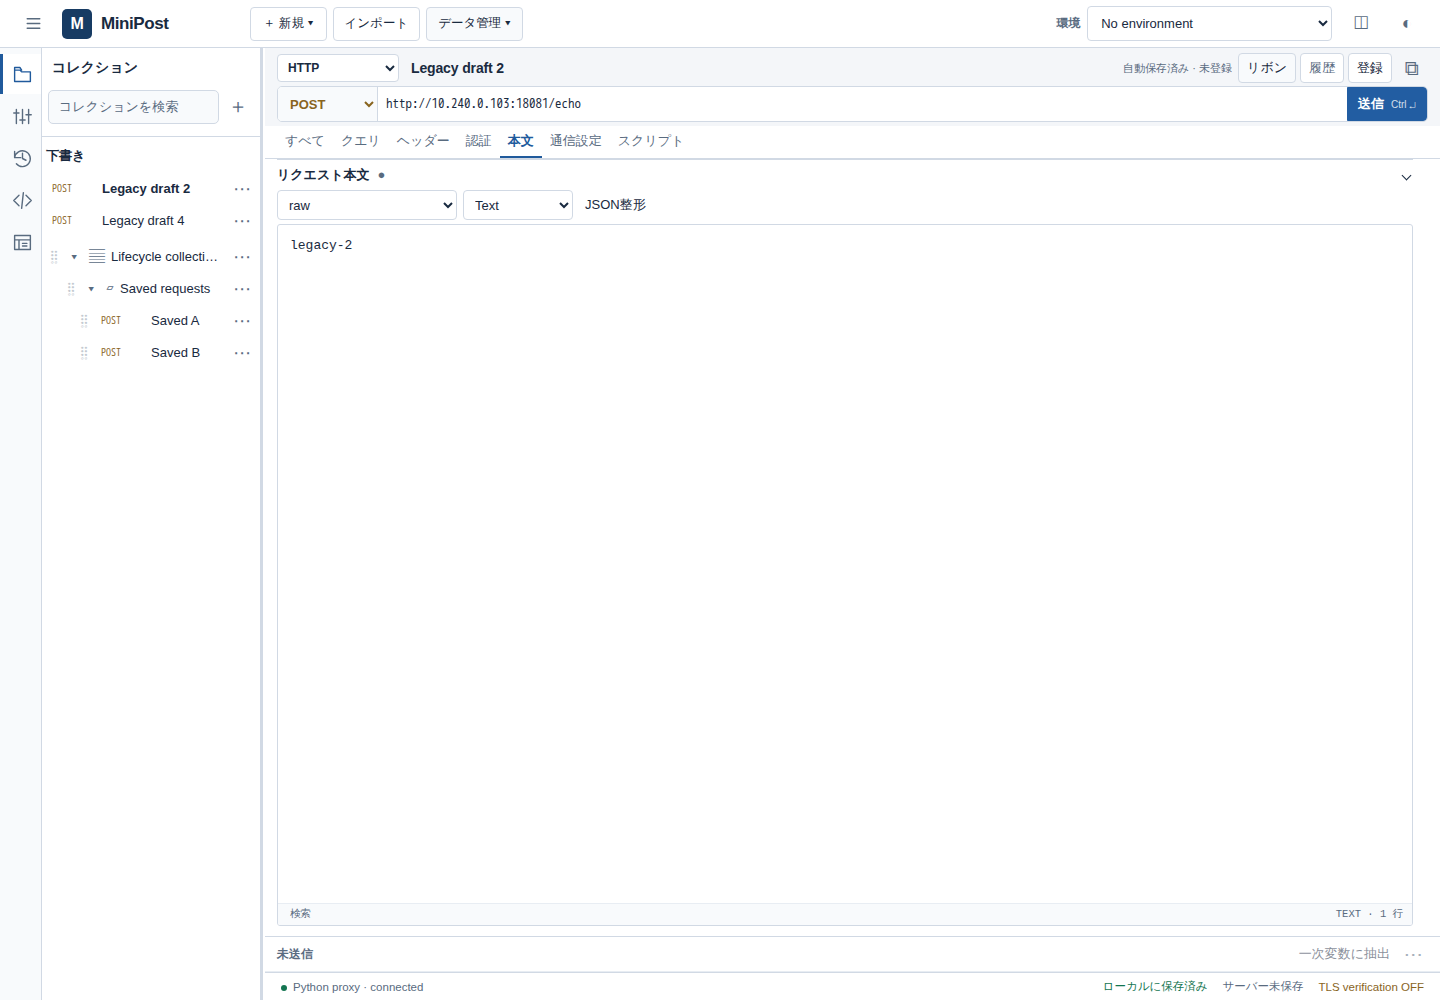 M MiniPost ＋ 新規 ▾ インポート データ管理 ▾ 環境 No environment
コレクション
コレクションを検索 ＋
下書き
POST Legacy draft 2 ···
POST Legacy draft 4 ···
▾ Lifecycle collecti... ···
▾ Saved requests ···
POST Saved A ···
POST Saved B ···
HTTP Legacy draft 2 自動保存済み · 未登録 リボン 履歴 登録
POST http://10.240.0.103:18081/echo 送信 Ctrl ⏎
すべて クエリ ヘッダー 認証 本文 通信設定 スクリプト
リクエスト本文 ●
raw Text JSON整形
legacy-2
検索 TEXT · 1 行
未送信 一次変数に抽出 ···
● Python proxy · connected ローカルに保存済み サーバー未保存 TLS verification OFF